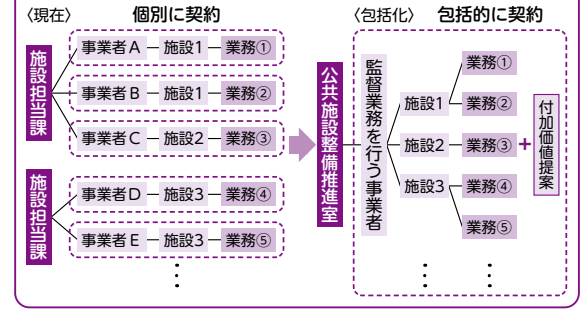 〈現在〉 個別に契約
施設担当課
事業者A 施設1 業務①
事業者B 施設1 業務②
事業者C 施設2 業務③
施設担当課
事業者D 施設3 業務④
事業者E 施設3 業務⑤
⋮
〈包括化〉 包括的に契約
公共施設整備推進室
監督業務を行う事業者
施設1
業務①
業務②
施設2
業務③
施設3
業務④
業務⑤
+
付加価値提案
⋮ ⋮